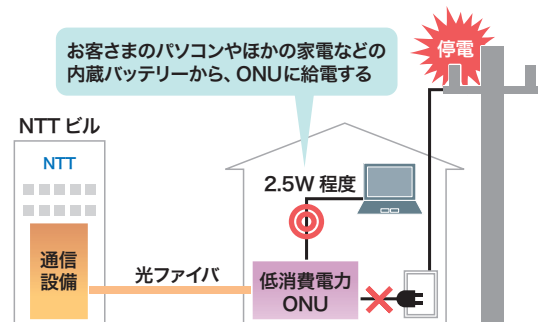 お客さまのパソコンやほかの家電などの
内蔵バッテリーから、ONUに給電する
停電
NTT ビル
NTT
2.5W 程度
通信
設備
光ファイバ
低消費電力
ONU